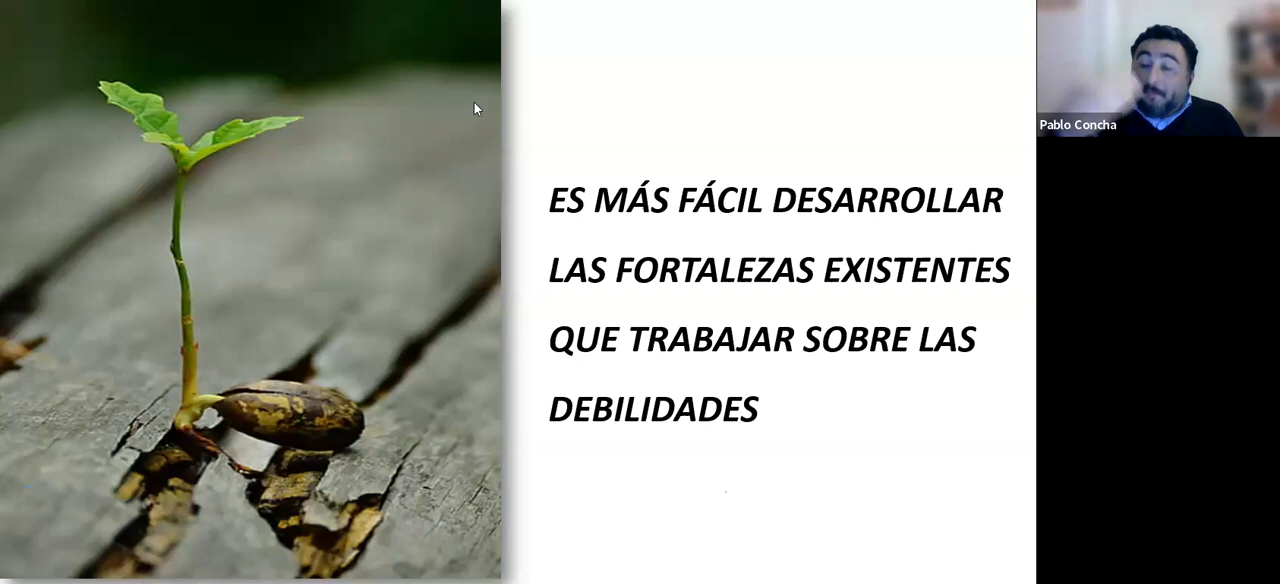 ES MÁS FÁCIL DESARROLLAR
LAS FORTALEZAS EXISTENTES
QUE TRABAJAR SOBRE LAS
DEBILIDADES
Pablo Concha